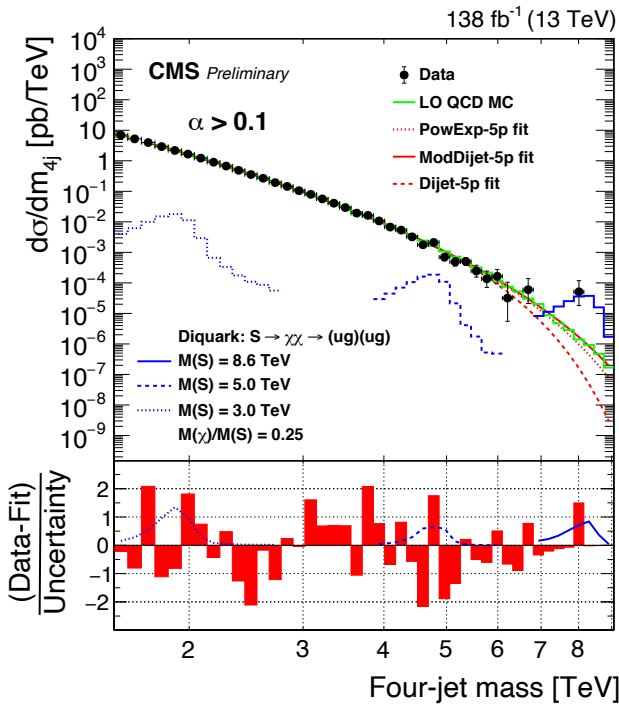 138 fb⁻¹ (13 TeV)
dσ/dm₄ⱼ [pb/TeV]
10⁴
10³
10²
10
1
10⁻¹
10⁻²
10⁻³
10⁻⁴
10⁻⁵
10⁻⁶
10⁻⁷
10⁻⁸
10⁻⁹
CMS Preliminary
α > 0.1
Data
LO QCD MC
PowExp-5p fit
ModDijet-5p fit
Dijet-5p fit
Diquark: S → χχ → (ug)(ug)
M(S) = 8.6 TeV
M(S) = 5.0 TeV
M(S) = 3.0 TeV
M(χ)/M(S) = 0.25
(Data-Fit)
Uncertainty
2
1
0
−1
−2
2 3 4 5 6 7 8
Four-jet mass [TeV]